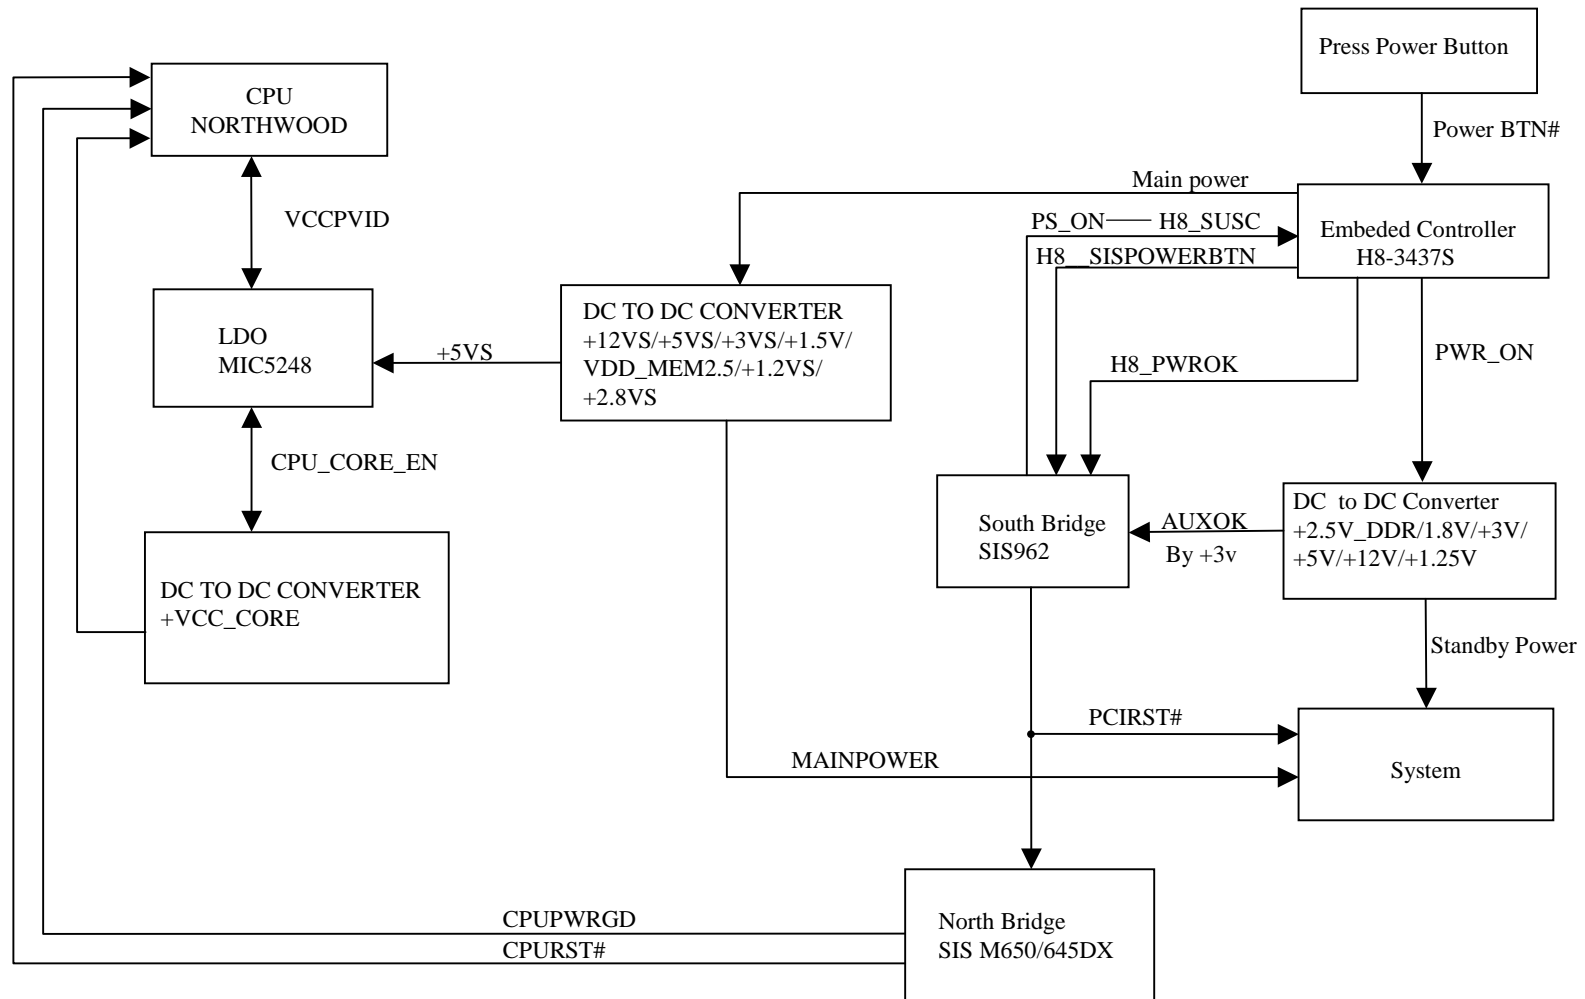 Press Power Button
Power BTN#
CPU
NORTHWOOD
VCCPVID
Main power
PS_ON—— H8_SUSC
H8__SISPOWERBTN
Embeded Controller
H8-3437S
LDO
MIC5248
+5VS
DC TO DC CONVERTER
+12VS/+5VS/+3VS/+1.5V/
VDD_MEM2.5/+1.2VS/
+2.8VS
H8_PWROK
PWR_ON
CPU_CORE_EN
DC TO DC CONVERTER
+VCC_CORE
South Bridge
SIS962
AUXOK
By +3v
DC to DC Converter
+2.5V_DDR/1.8V/+3V/
+5V/+12V/+1.25V
Standby Power
PCIRST#
MAINPOWER
System
CPUPWRGD
CPURST#
North Bridge
SIS M650/645DX